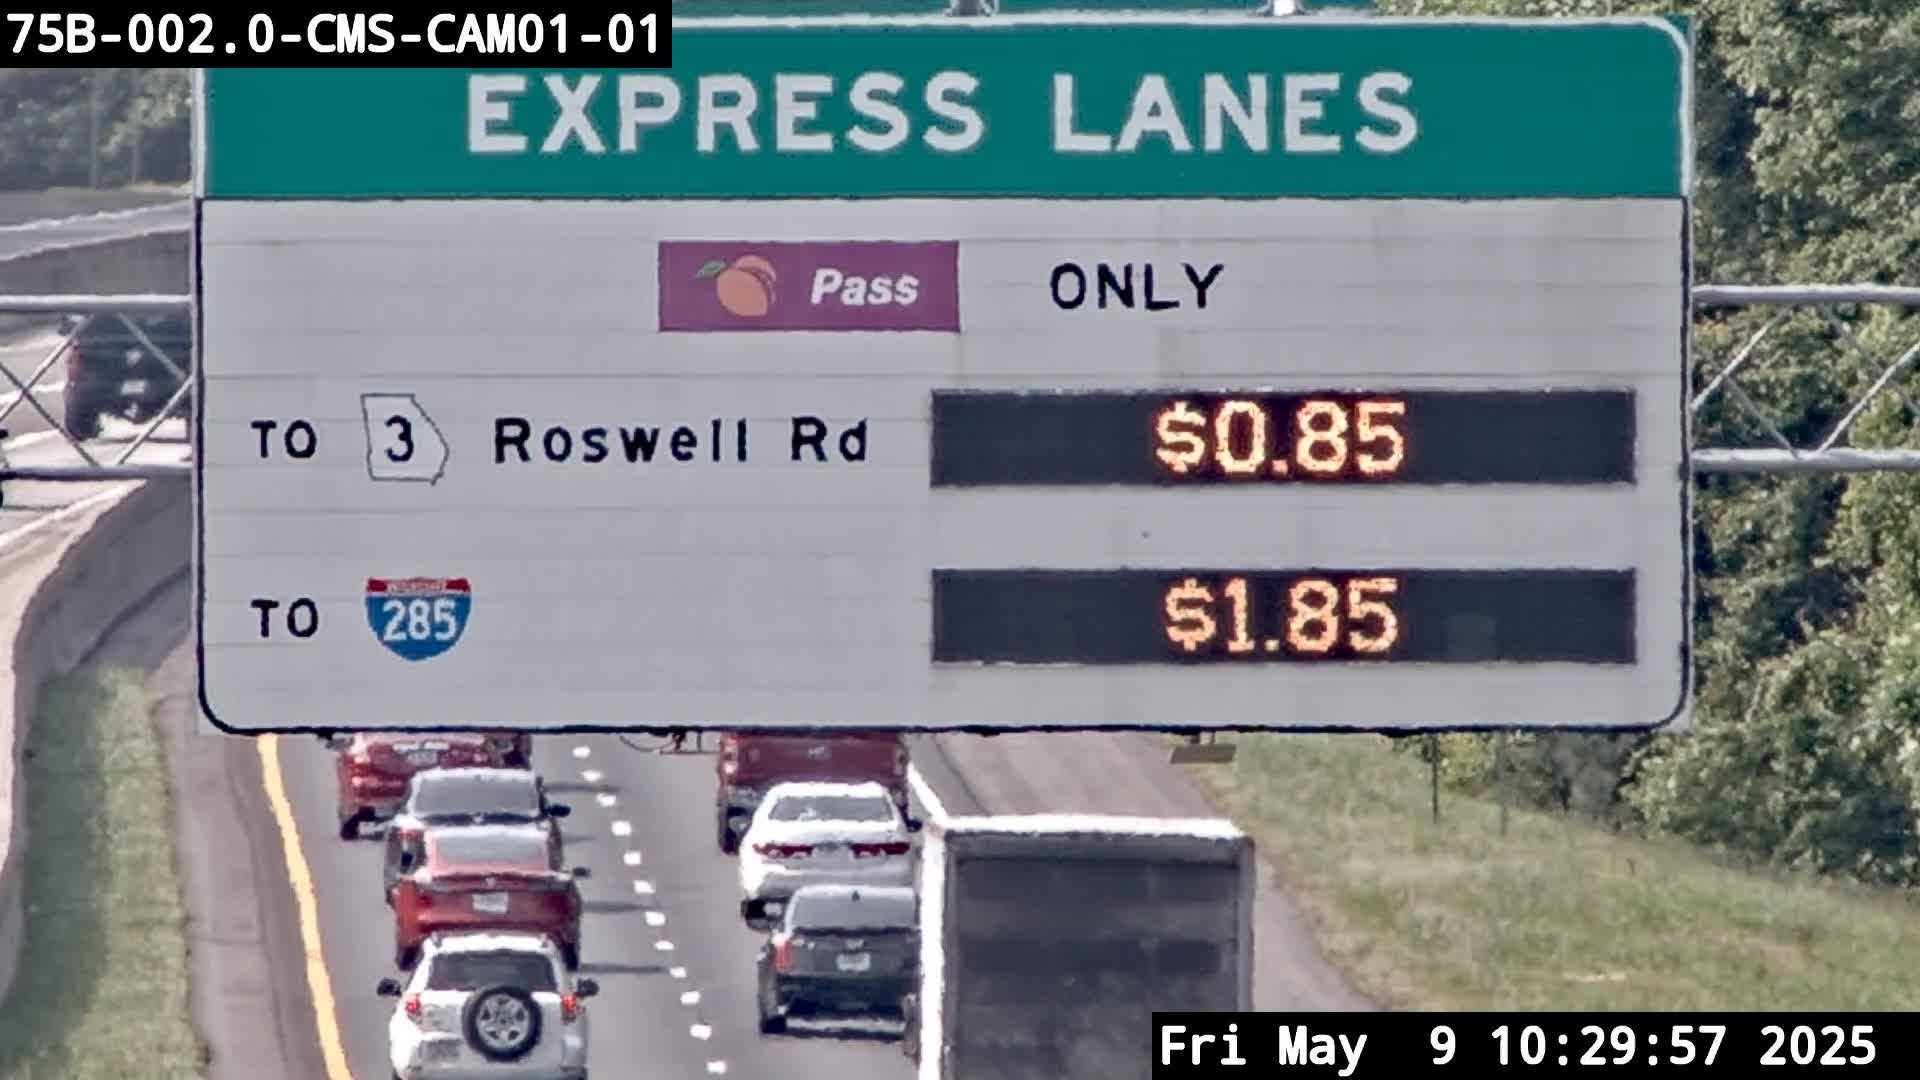 75B-002.0-CMS-CAM01-01
EXPRESS LANES
Pass ONLY
TO 3 Roswell Rd $0.85
TO 285 $1.85
Fri May 9 10:29:57 2025